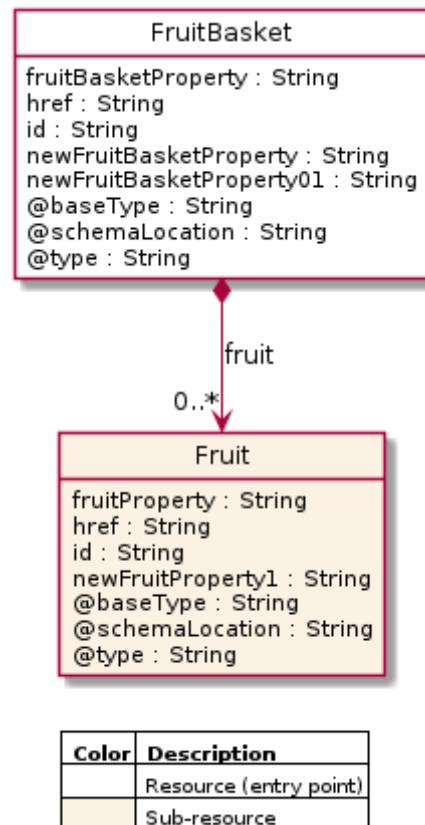 FruitBasket
fruitBasketProperty : String
href : String
id : String
newFruitBasketProperty : String
newFruitBasketProperty01 : String
@baseType : String
@schemaLocation : String
@type : String
fruit
0..*
Fruit
fruitProperty : String
href : String
id : String
newFruitProperty1 : String
@baseType : String
@schemaLocation : String
@type : String
Color Description
Resource (entry point)
Sub-resource